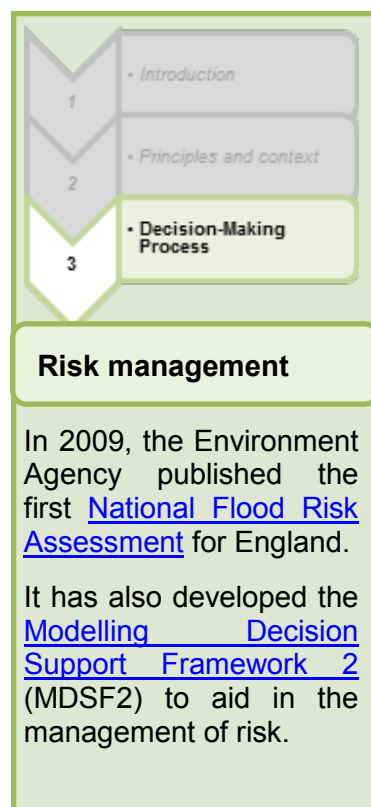 1
• Introduction
2
• Principles and context
3
• Decision-Making
Process
Risk management
In 2009, the Environment
Agency published the
first National Flood Risk
Assessment for England.
It has also developed the
Modelling Decision
Support Framework 2
(MDSF2) to aid in the
management of risk.